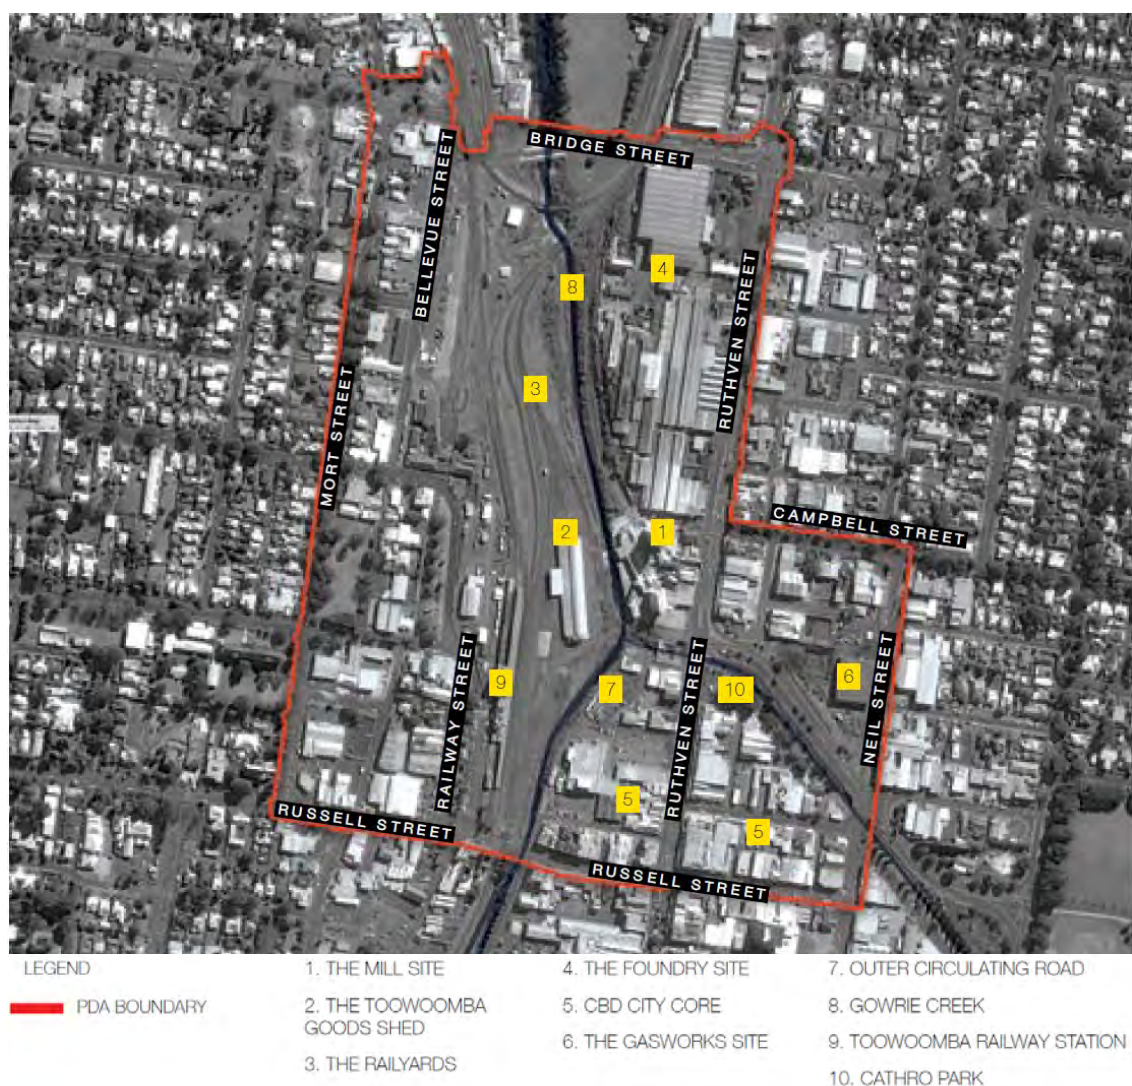 BRIDGE STREET
BELLEVUE STREET
4
RUTHVEN STREET
8
3
MORT STREET
CAMPBELL STREET
2
1
RAILWAY STREET
9
7
RUTHVEN STREET
10
6
NEIL STREET
5
5
RUSSELL STREET
RUSSELL STREET
LEGEND
PDA BOUNDARY
1. THE MILL SITE
2. THE TOOWOOMBA
GOODS SHED
3. THE RAILYARDS
4. THE FOUNDRY SITE
5. CBD CITY CORE
6. THE GASWORKS SITE
7. OUTER CIRCULATING ROAD
8. GOWRIE CREEK
9. TOOWOOMBA RAILWAY STATION
10. CATHRO PARK